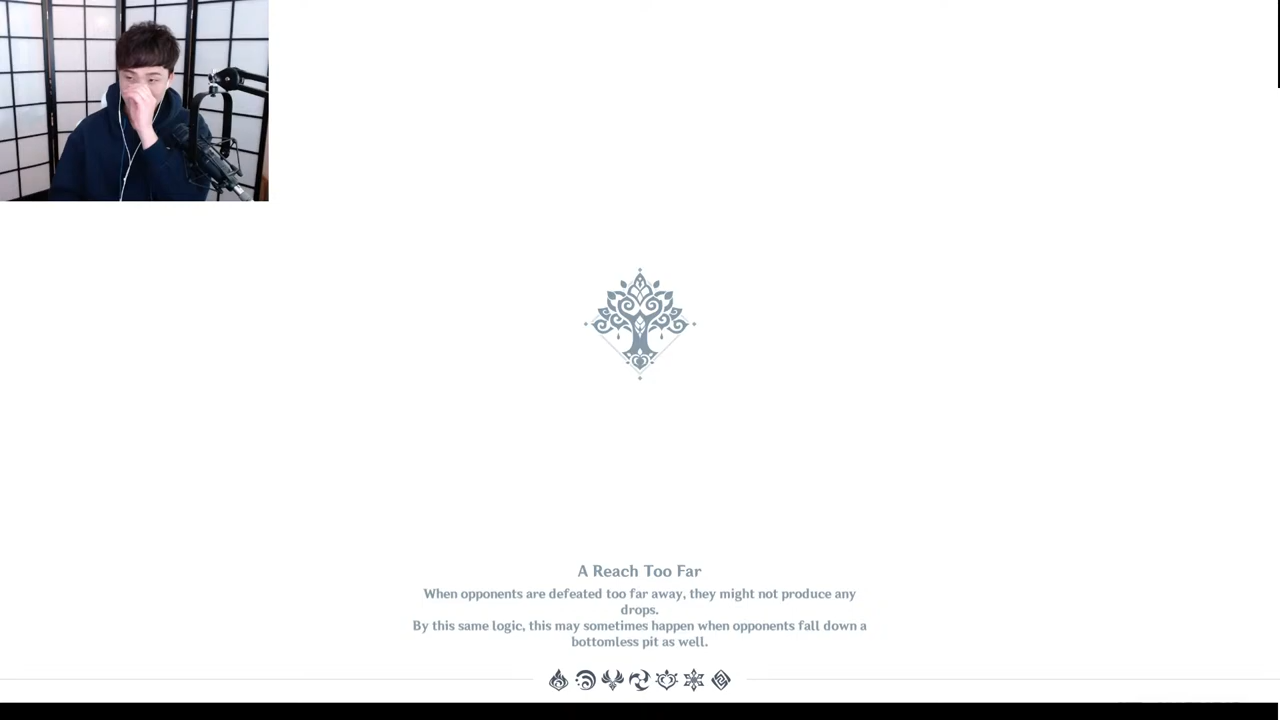 A Reach Too Far
When opponents are defeated too far away, they might not produce any
drops.
By this same logic, this may sometimes happen when opponents fall down a
bottomless pit as well.